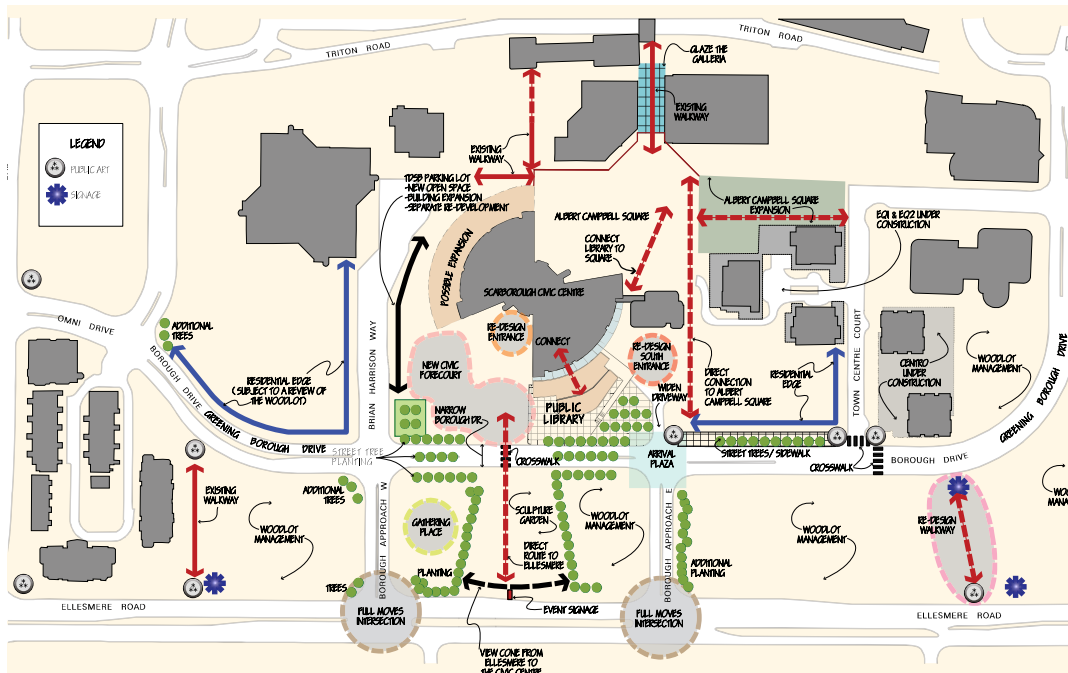 TRITON ROAD
TRITON ROAD
GLAZE THE
GALLERIA
EXISTING
WALKWAY
LEGEND
PUBLIC ART
SIGNAGE
EXISTING
WALKWAY
TDSB PARKING LOT
-NEW OPEN SPACE
-BUILDING EXPANSION
-SEPARATE RE-DEVELOPMENT
ALBERT CAMPBELL SQUARE
ALBERT CAMPBELL SQUARE
EXPANSION
EQ1 & EQ2 UNDER
CONSTRUCTION
CONNECT
LIBRARY TO
SQUARE
POSSIBLE EXPANSION
SCARBOROUGH CIVIC CENTRE
OMNI DRIVE
ADDITIONAL
TREES
BRIAN HARRISON WAY
RE-DESIGN
ENTRANCE
CONNECT
RE-DESIGN
SOUTH
ENTRANCE
NEW CIVIC
FORECOURT
DIRECT
CONNECTION
TO ALBERT
CAMPBELL SQUARE
RESIDENTIAL
EDGE
TOWN CENTRE COURT
CENTRO
UNDER
CONSTRUCTION
WOODLOT
MANAGEMENT
GREENING BOROUGH DRIVE
RESIDENTIAL EDGE
( SUBJECT TO A REVIEW OF
THE WOODLOT)
BOROUGH DRIVE
GREENING BOROUGH DRIVE
WIDEN
DRIVEWAY
PUBLIC
LIBRARY
NARROW
BOROUGH DR.
STREET TREE
PLANTING
CROSSWALK
ARRIVAL
PLAZA
STREET TREES/ SIDEWALK
CROSSWALK
BOROUGH DRIVE
EXISTING
WALKWAY
ADDITIONAL
TREES
WOODLOT
MANAGEMENT
BOROUGH APPROACH W
GATHERING
PLACE
SCULPTURE
GARDEN
DIRECT
ROUTE TO
ELLESMERE
WOODLOT
MANAGEMENT
BOROUGH APPROACH E
ADDITIONAL
PLANTING
WOODLOT
MANAGEMENT
RE-DESIGN
WALKWAY
WOO
MANA
PLANTING
TREES
ELLESMERE ROAD
FULL MOVES
INTERSECTION
EVENT SIGNAGE
FULL MOVES
INTERSECTION
ELLESMERE ROAD
VIEW CONE FROM
ELLESMERE TO
THE CIVIC CENTRE